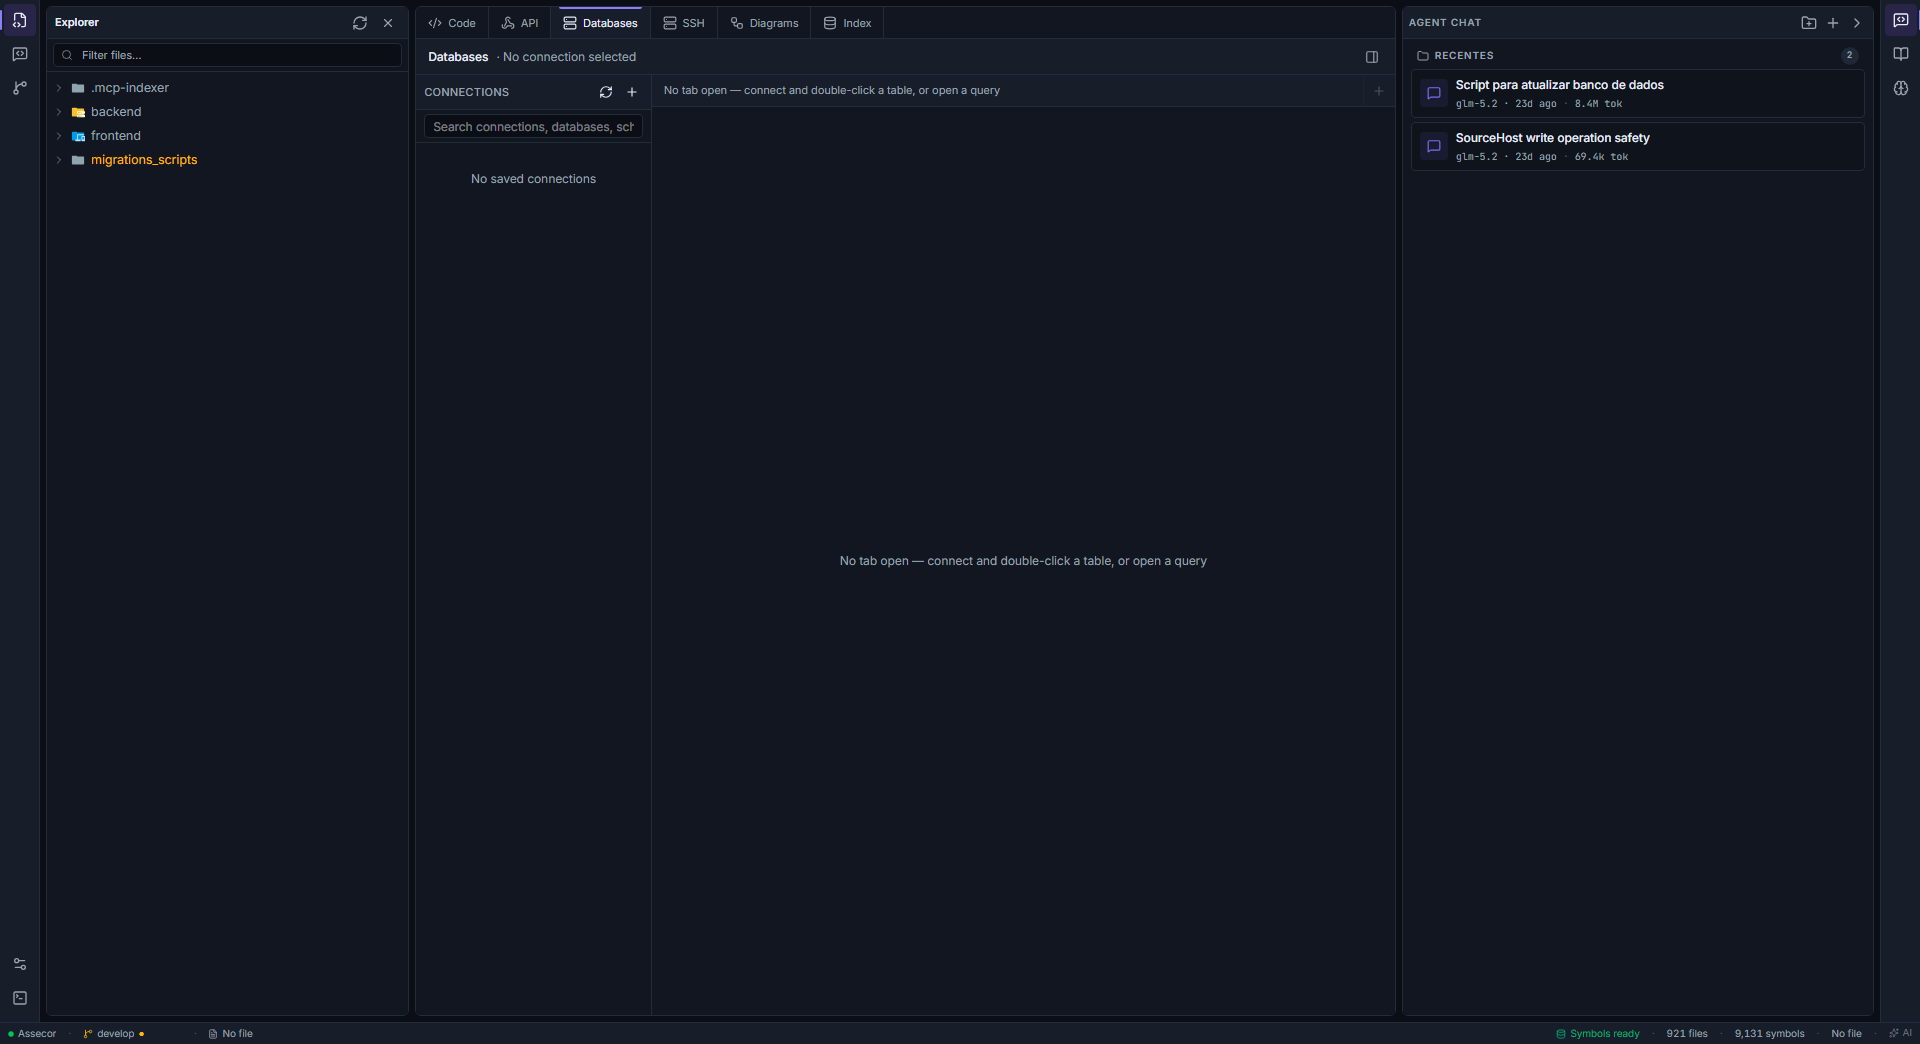 Explorer
Filter files...
.mcp-indexer
backend
frontend
migrations_scripts
Code
API
Databases
SSH
Diagrams
Index
Databases · No connection selected
CONNECTIONS
Search connections, databases, sch
No saved connections
No tab open — connect and double-click a table, or open a query
No tab open — connect and double-click a table, or open a query
AGENT CHAT
RECENTES
2
Script para atualizar banco de dados
glm-5.2 · 23d ago · 8.4M tok
SourceHost write operation safety
glm-5.2 · 23d ago · 69.4k tok
Assecor · develop · No file
Symbols ready · 921 files · 9,131 symbols · No file · AI